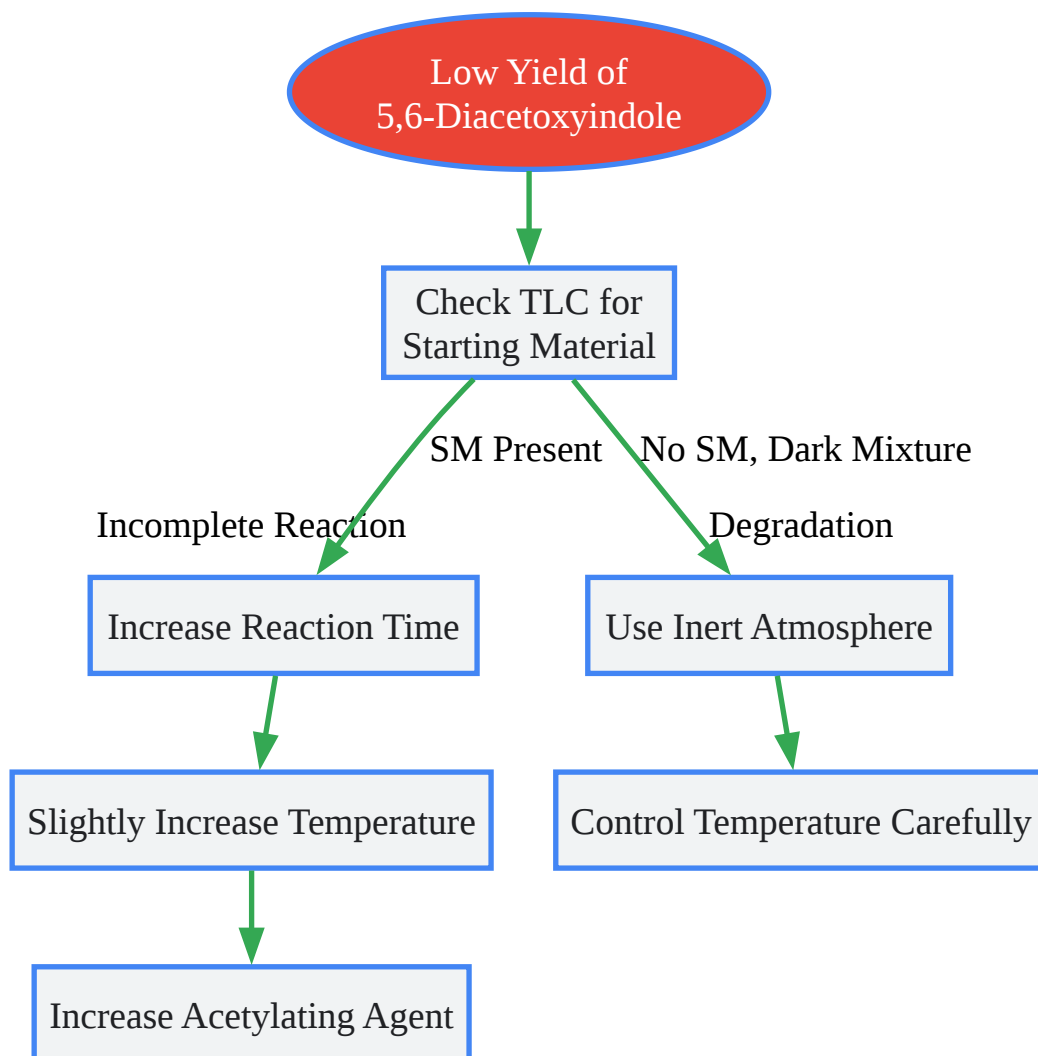 Low Yield of
5,6-Diacetoxyindole
Check TLC for
Starting Material
SM Present
No SM, Dark Mixture
Incomplete Reaction
Degradation
Increase Reaction Time
Use Inert Atmosphere
Slightly Increase Temperature
Control Temperature Carefully
Increase Acetylating Agent